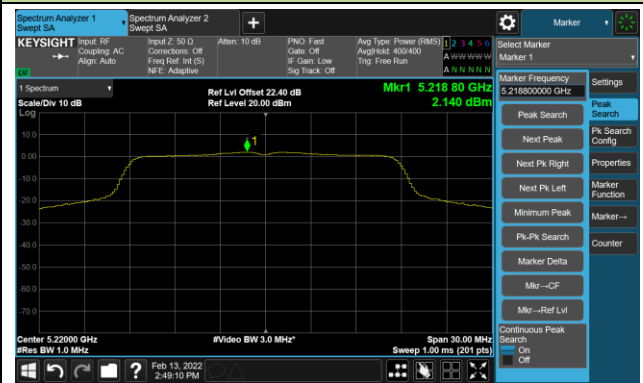 Spectrum Analyzer 1
Swept SA
Spectrum Analyzer 2
Swept SA
+
Marker
KEYSIGHT
Input: RF
Coupling: AC
Align: Auto
Input Z: 50 Ω
Corrections: Off
Freq Ref: Int (S)
NFE: Adaptive
Atten: 10 dB
PNO: Fast
Gate: Off
IF Gain: Low
Sig Track: Off
Avg Type: Power (RMS)
Avg|Hold: 400/400
Trig: Free Run
1 2 3 4 5 6
A W W W W W
A N N N N N
LVI
Select Marker
Marker 1
1 Spectrum
Scale/Div 10 dB
Log
Ref Lvl Offset 22.40 dB
Ref Level 20.00 dBm
Mkr1 5.218 80 GHz
2.140 dBm
1
10.0
0.00
-10.0
-20.0
-30.0
-40.0
-50.0
-60.0
-70.0
Center 5.22000 GHz
#Res BW 1.0 MHz
#Video BW 3.0 MHz*
Span 30.00 MHz
Sweep 1.00 ms (201 pts)
Marker Frequency
5.218800000 GHz
Peak Search
Next Peak
Next Pk Right
Next Pk Left
Minimum Peak
Pk-Pk Search
Marker Delta
Mkr→CF
Mkr→Ref Lvl
Continuous Peak
Search
On
Off
Settings
Peak
Search
Pk Search
Config
Properties
Marker
Function
Marker→
Counter
?
Feb 13, 2022
2:49:10 PM